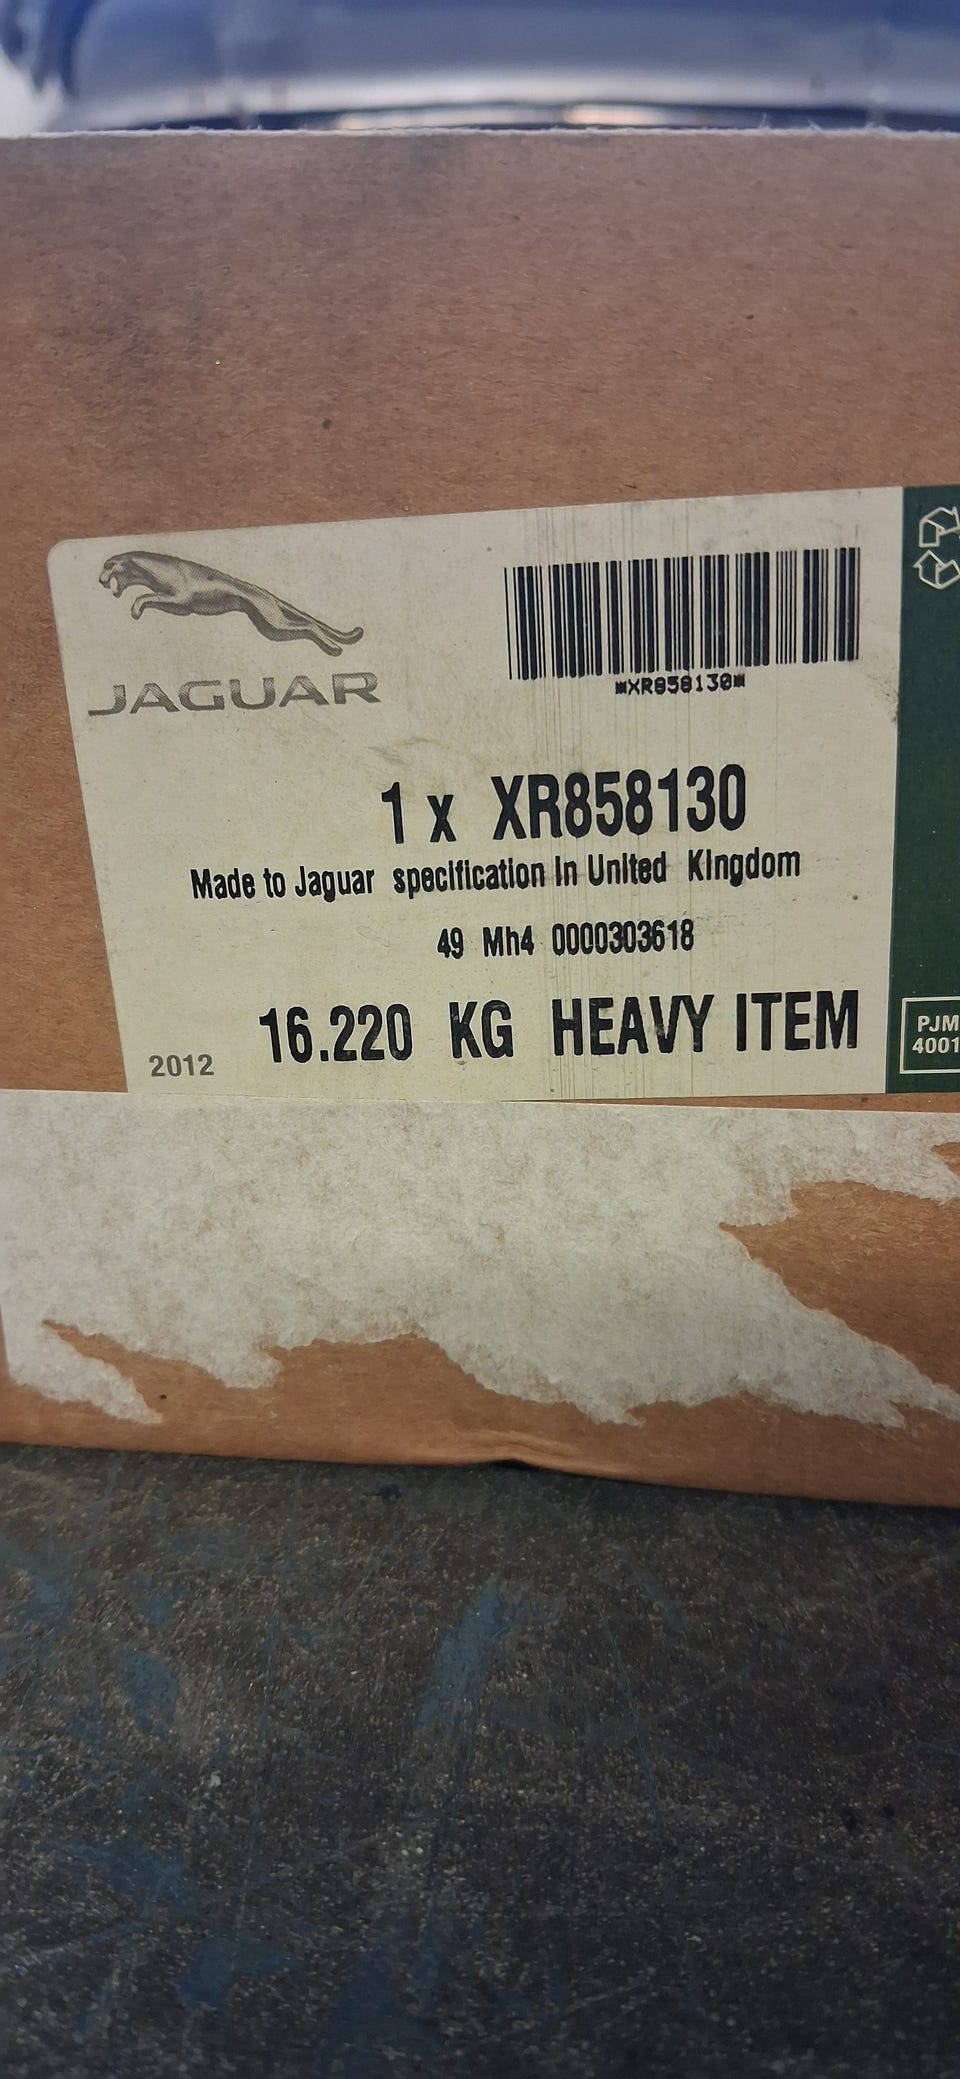 JAGUAR
*XR858130*
1 x XR858130
Made to Jaguar specification In United KIngdom
49 Mh4 0000303618
16.220 KG HEAVY ITEM
2012
PJM
4001